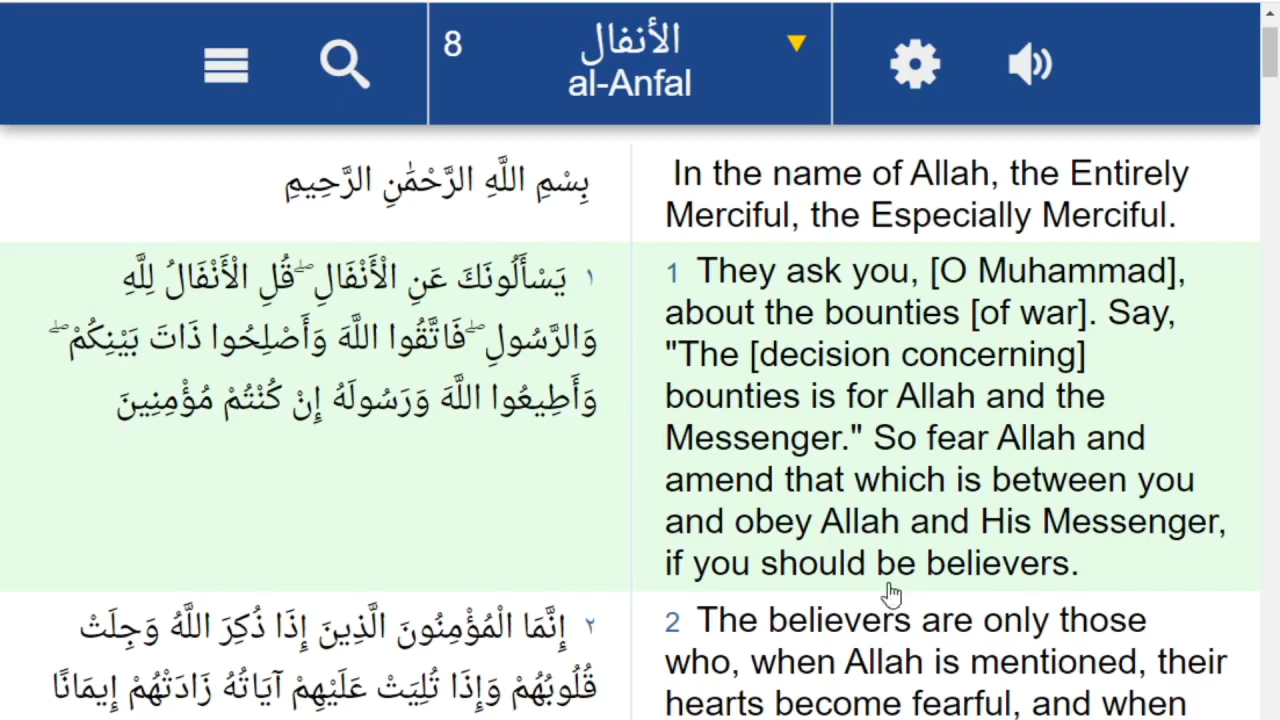 8
الأنفال
al-Anfal
بِسْمِ اللَّهِ الرَّحْمَٰنِ الرَّحِيمِ
In the name of Allah, the Entirely
Merciful, the Especially Merciful.
١ يَسْأَلُونَكَ عَنِ الْأَنْفَالِ ۖ قُلِ الْأَنْفَالُ لِلَّهِ
وَالرَّسُولِ ۖ فَاتَّقُوا اللَّهَ وَأَصْلِحُوا ذَاتَ بَيْنِكُمْ ۖ
وَأَطِيعُوا اللَّهَ وَرَسُولَهُ إِنْ كُنْتُمْ مُؤْمِنِينَ
1 They ask you, [O Muhammad],
about the bounties [of war]. Say,
"The [decision concerning]
bounties is for Allah and the
Messenger." So fear Allah and
amend that which is between you
and obey Allah and His Messenger,
if you should be believers.
٢ إِنَّمَا الْمُؤْمِنُونَ الَّذِينَ إِذَا ذُكِرَ اللَّهُ وَجِلَتْ
قُلُوبُهُمْ وَإِذَا تُلِيَتْ عَلَيْهِمْ آيَاتُهُ زَادَتْهُمْ إِيمَانًا
2 The believers are only those
who, when Allah is mentioned, their
hearts become fearful, and when